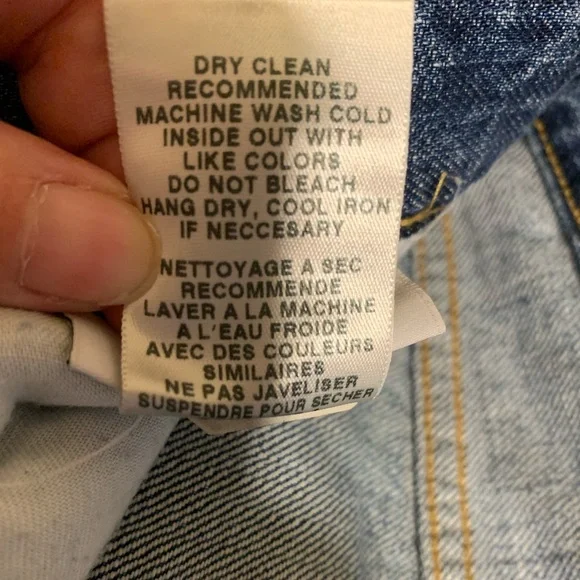 DRY CLEAN
RECOMMENDED
MACHINE WASH COLD
INSIDE OUT WITH
LIKE COLORS
DO NOT BLEACH
HANG DRY, COOL IRON
IF NECCESARY
NETTOYAGE A SEC
RECOMMENDE
LAVER A LA MACHINE
A L'EAU FROIDE
AVEC DES COULEURS
SIMILAIRES
NE PAS JAVELISER
SUSPENDRE POUR SECHER